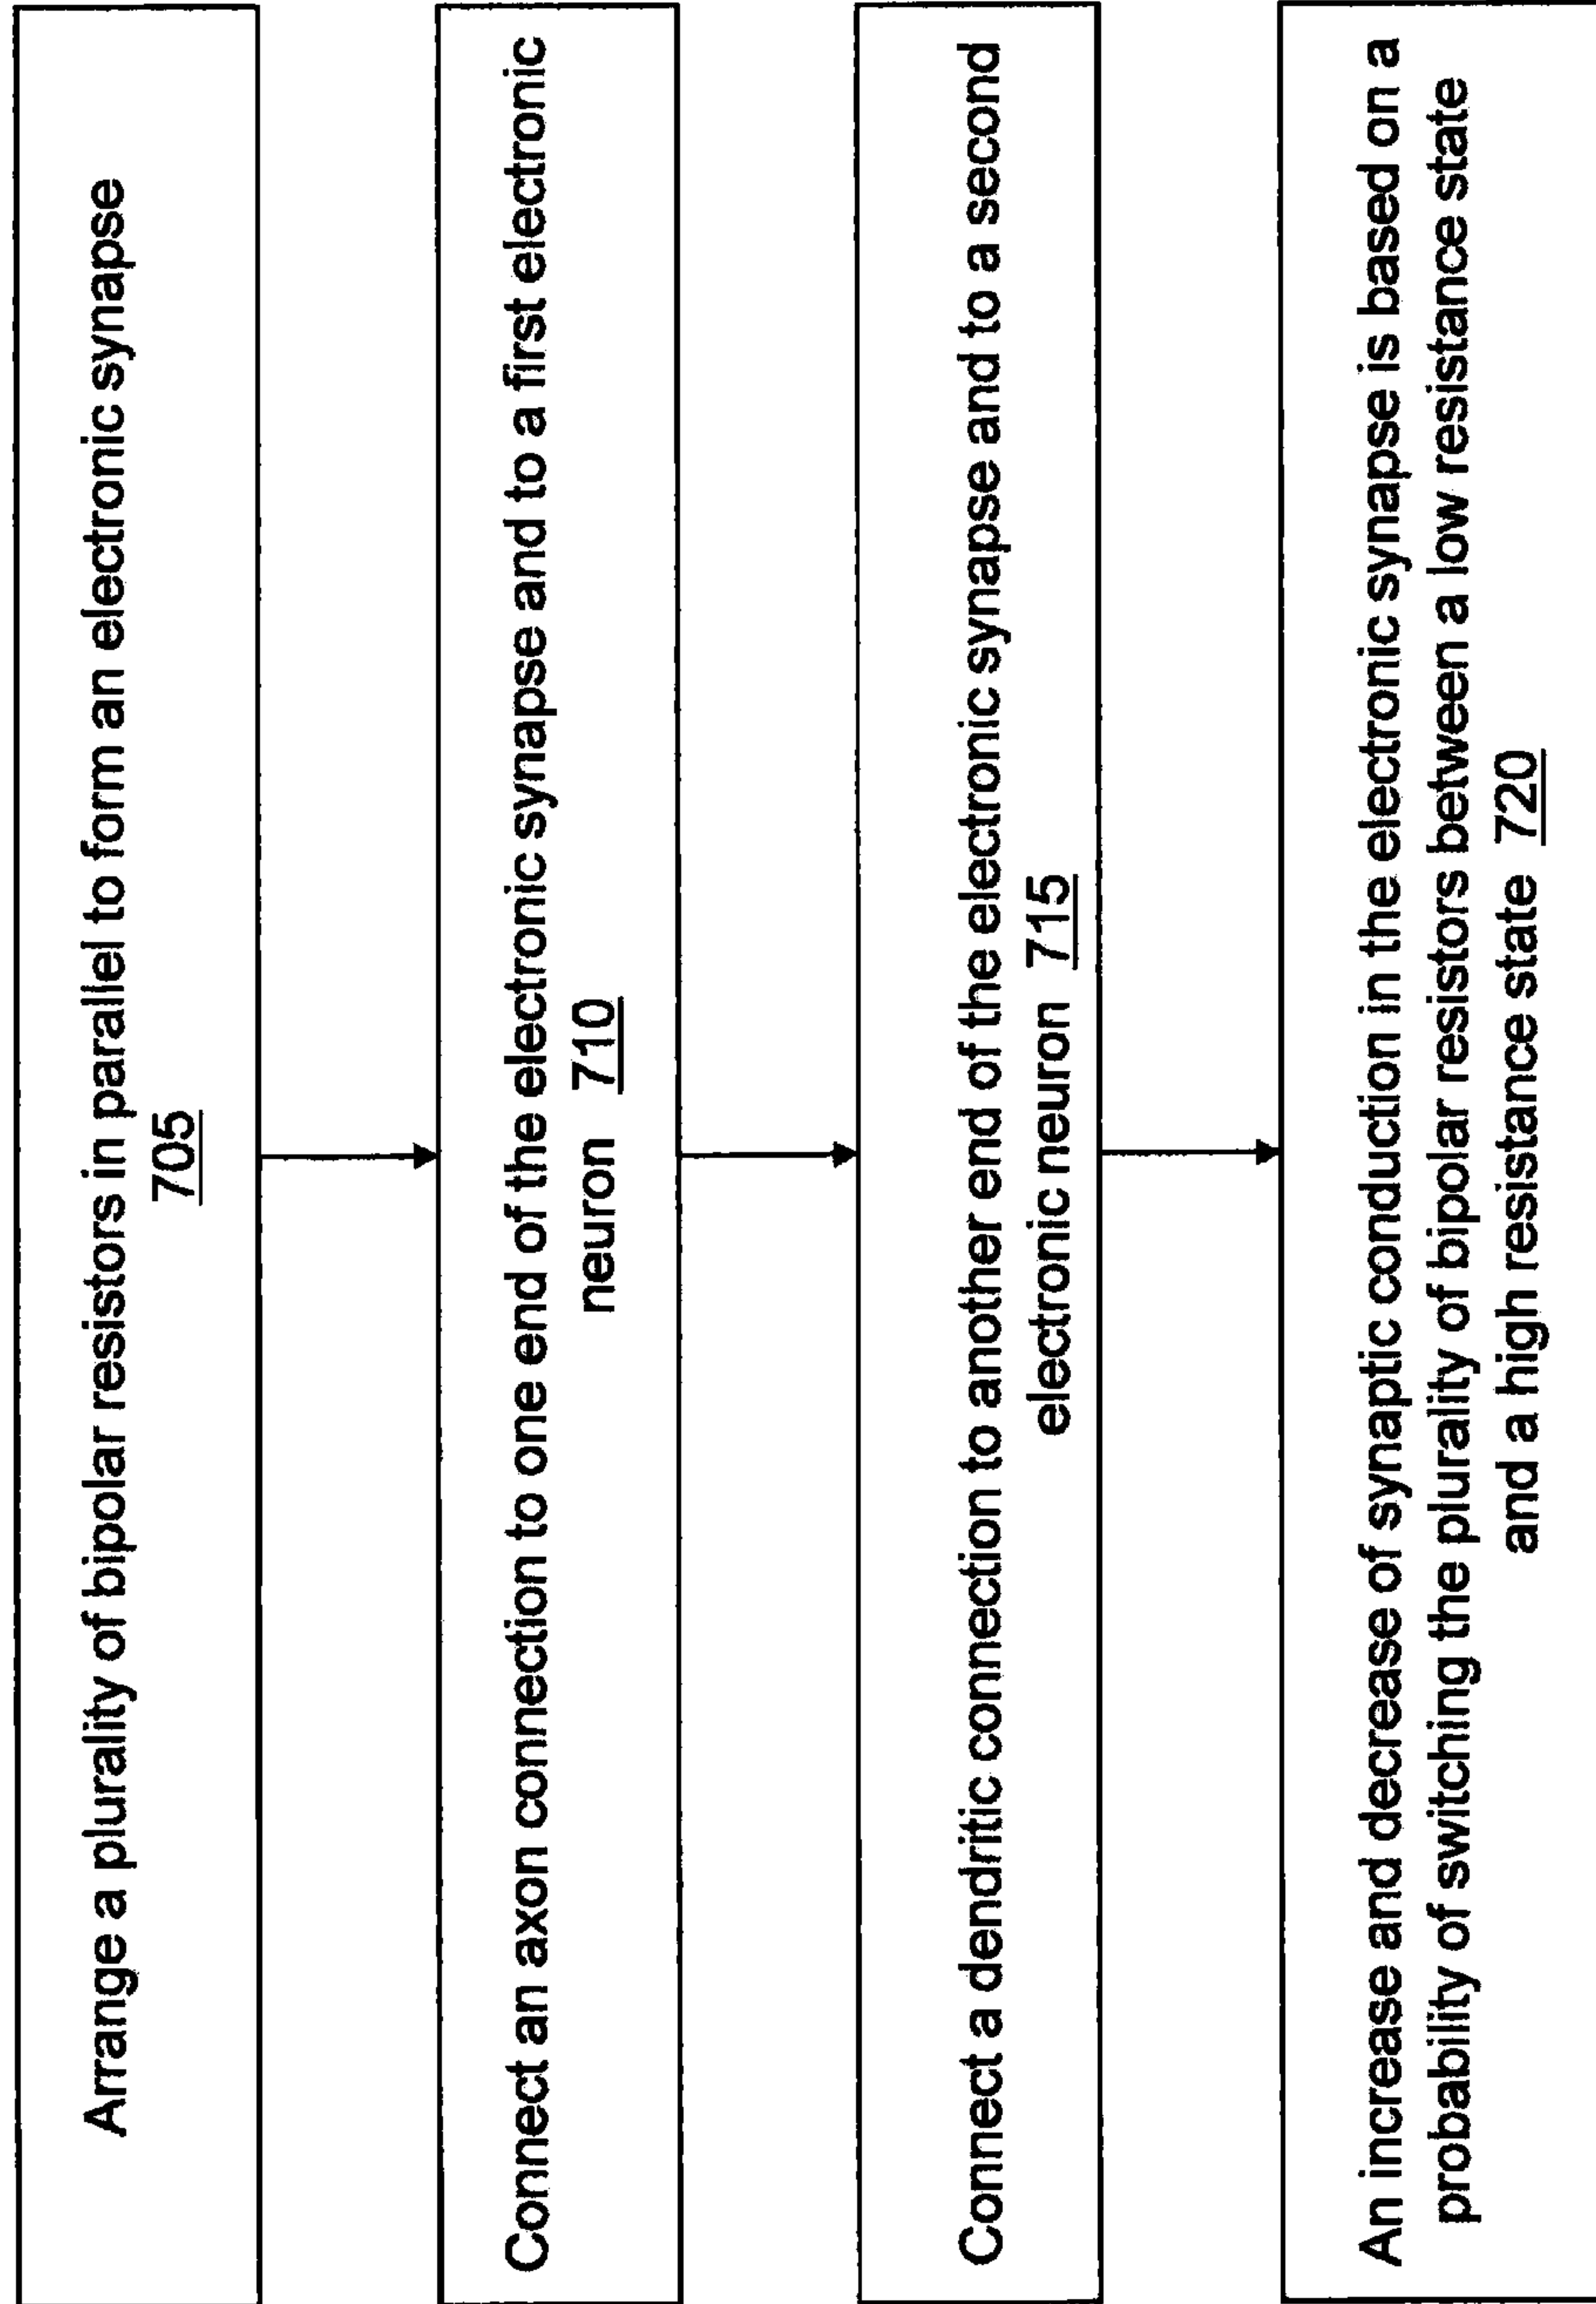 Arrange a plurality of bipolar resistors in parallel to form an electronic synapse
705
Connect an axon connection to one end of the electronic synapse and to a first electronic
neuron 710
Connect a dendritic connection to another end of the electronic synapse and to a second
electronic neuron 715
An increase and decrease of synaptic conduction in the electronic synapse is based on a
probability of switching the plurality of bipolar resistors between a low resistance state
and a high resistance state 720